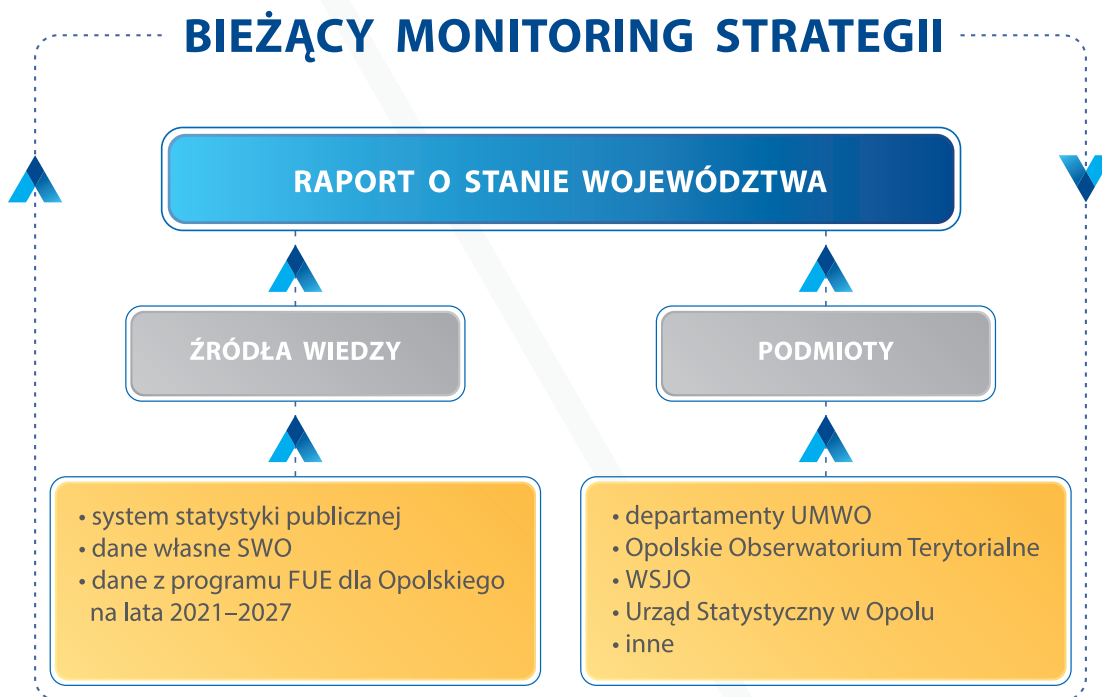 BIEŻĄCY MONITORING STRATEGII
RAPORT O STANIE WOJEWÓDZTWA
ŹRÓDŁA WIEDZY
• system statystyki publicznej
• dane własne SWO
• dane z programu FUE dla Opolskiego
na lata 2021–2027
PODMIOTY
• departamenty UMWO
• Opolskie Obserwatorium Terytorialne
• WSJO
• Urząd Statystyczny w Opolu
• inne